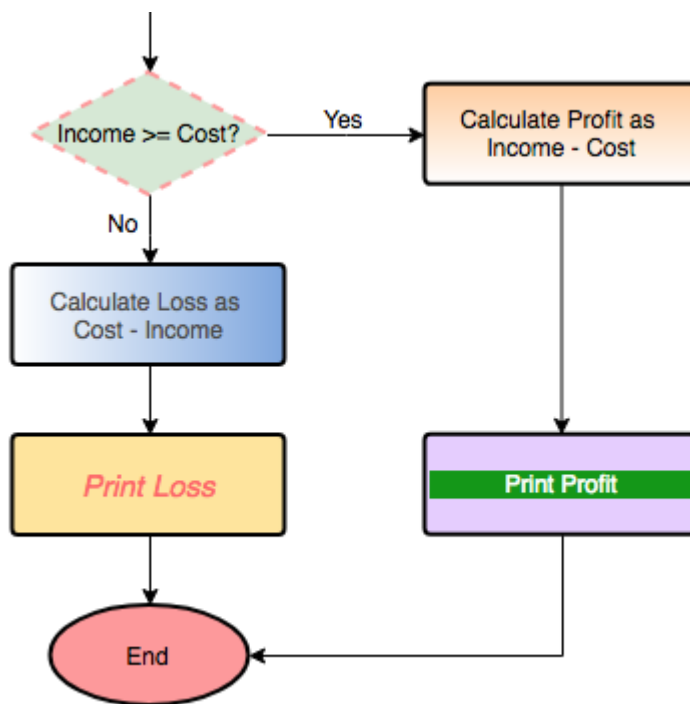 Income >= Cost?
Yes
Calculate Profit as
Income - Cost
No
Calculate Loss as
Cost - Income
Print Loss
Print Profit
End